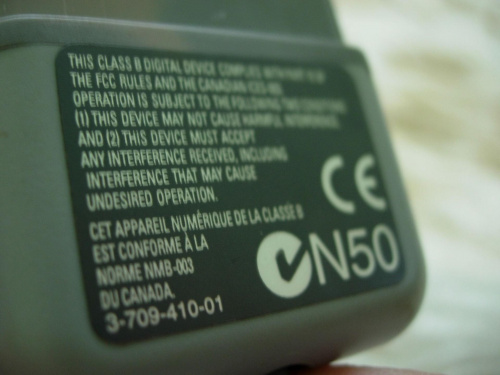 THIS CLASS B DIGITAL DEVICE COMPLIES WITH PART 15 OF
THE FCC RULES AND THE CANADIAN ICES-003
OPERATION IS SUBJECT TO THE FOLLOWING TWO CONDITIONS
(1) THIS DEVICE MAY NOT CAUSE HARMFUL INTERFERENCE
AND (2) THIS DEVICE MUST ACCEPT
ANY INTERFERENCE RECEIVED, INCLUDING
INTERFERENCE THAT MAY CAUSE
UNDESIRED OPERATION.
CE
CET APPAREIL NUMÉRIQUE DE LA CLASSE B
EST CONFORME À LA
NORME NMB-003
DU CANADA.
N50
3-709-410-01